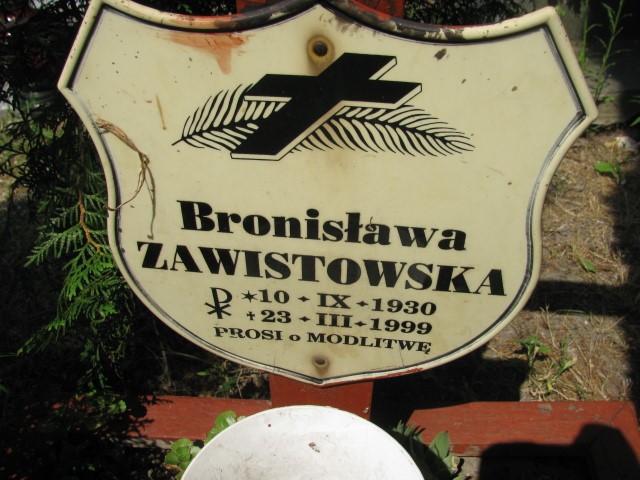 Bronisława
ZAWISTOWSKA
☧ ✶10 ✦ IX ✦ 1930
✝ 23 ✦ III ✦ 1999
PROSI o MODLITWĘ